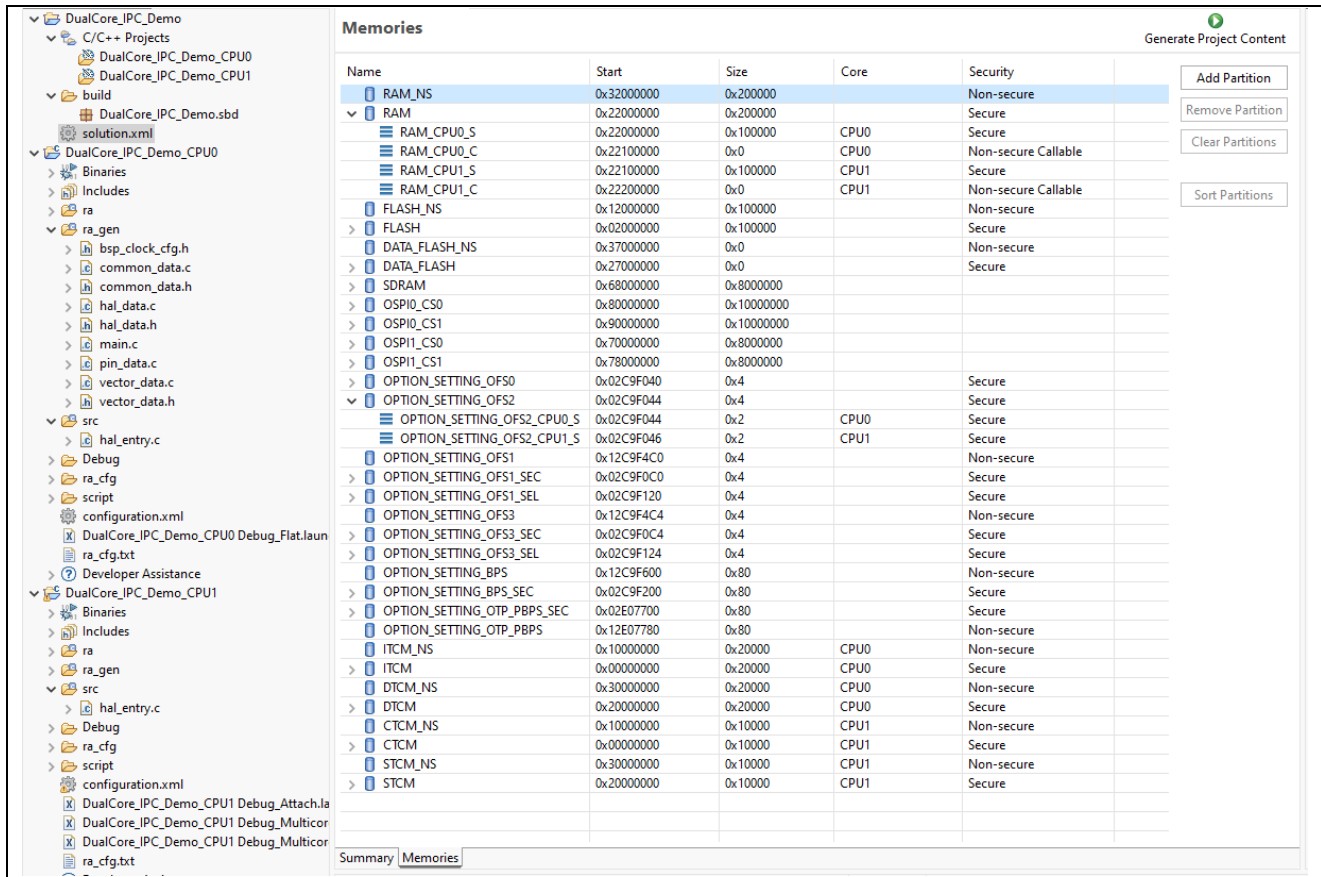 DualCore_IPC_Demo
C/C++ Projects
DualCore_IPC_Demo_CPU0
DualCore_IPC_Demo_CPU1
build
DualCore_IPC_Demo.sbd
solution.xml
DualCore_IPC_Demo_CPU0
Binaries
Includes
ra
ra_gen
bsp_clock_cfg.h
common_data.c
common_data.h
hal_data.c
hal_data.h
main.c
pin_data.c
vector_data.c
vector_data.h
src
hal_entry.c
Debug
ra_cfg
script
configuration.xml
DualCore_IPC_Demo_CPU0 Debug_Flat.laun
ra_cfg.txt
Developer Assistance
DualCore_IPC_Demo_CPU1
Binaries
Includes
ra
ra_gen
src
hal_entry.c
Debug
ra_cfg
script
configuration.xml
DualCore_IPC_Demo_CPU1 Debug_Attach.la
DualCore_IPC_Demo_CPU1 Debug_Multicor
DualCore_IPC_Demo_CPU1 Debug_Multicor
ra_cfg.txt
Memories
Generate Project Content
Name Start Size Core Security
RAM_NS 0x32000000 0x200000 Non-secure
RAM 0x22000000 0x200000 Secure
RAM_CPU0_S 0x22000000 0x100000 CPU0 Secure
RAM_CPU0_C 0x22100000 0x0 CPU0 Non-secure Callable
RAM_CPU1_S 0x22100000 0x100000 CPU1 Secure
RAM_CPU1_C 0x22200000 0x0 CPU1 Non-secure Callable
FLASH_NS 0x12000000 0x100000 Non-secure
FLASH 0x02000000 0x100000 Secure
DATA_FLASH_NS 0x37000000 0x0 Non-secure
DATA_FLASH 0x27000000 0x0 Secure
SDRAM 0x68000000 0x8000000
OSPI0_CS0 0x80000000 0x10000000
OSPI0_CS1 0x90000000 0x10000000
OSPI1_CS0 0x70000000 0x8000000
OSPI1_CS1 0x78000000 0x8000000
OPTION_SETTING_OFS0 0x02C9F040 0x4 Secure
OPTION_SETTING_OFS2 0x02C9F044 0x4 Secure
OPTION_SETTING_OFS2_CPU0_S 0x02C9F044 0x2 CPU0 Secure
OPTION_SETTING_OFS2_CPU1_S 0x02C9F046 0x2 CPU1 Secure
OPTION_SETTING_OFS1 0x12C9F4C0 0x4 Non-secure
OPTION_SETTING_OFS1_SEC 0x02C9F0C0 0x4 Secure
OPTION_SETTING_OFS1_SEL 0x02C9F120 0x4 Secure
OPTION_SETTING_OFS3 0x12C9F4C4 0x4 Non-secure
OPTION_SETTING_OFS3_SEC 0x02C9F0C4 0x4 Secure
OPTION_SETTING_OFS3_SEL 0x02C9F124 0x4 Secure
OPTION_SETTING_BPS 0x12C9F600 0x80 Non-secure
OPTION_SETTING_BPS_SEC 0x02C9F200 0x80 Secure
OPTION_SETTING_OTP_PBPS_SEC 0x02E07700 0x80 Secure
OPTION_SETTING_OTP_PBPS 0x12E07780 0x80 Non-secure
ITCM_NS 0x10000000 0x20000 CPU0 Non-secure
ITCM 0x00000000 0x20000 CPU0 Secure
DTCM_NS 0x30000000 0x20000 CPU0 Non-secure
DTCM 0x20000000 0x20000 CPU0 Secure
CTCM_NS 0x10000000 0x10000 CPU1 Non-secure
CTCM 0x00000000 0x10000 CPU1 Secure
STCM_NS 0x30000000 0x10000 CPU1 Non-secure
STCM 0x20000000 0x10000 CPU1 Secure
Add Partition
Remove Partition
Clear Partitions
Sort Partitions
Summary Memories